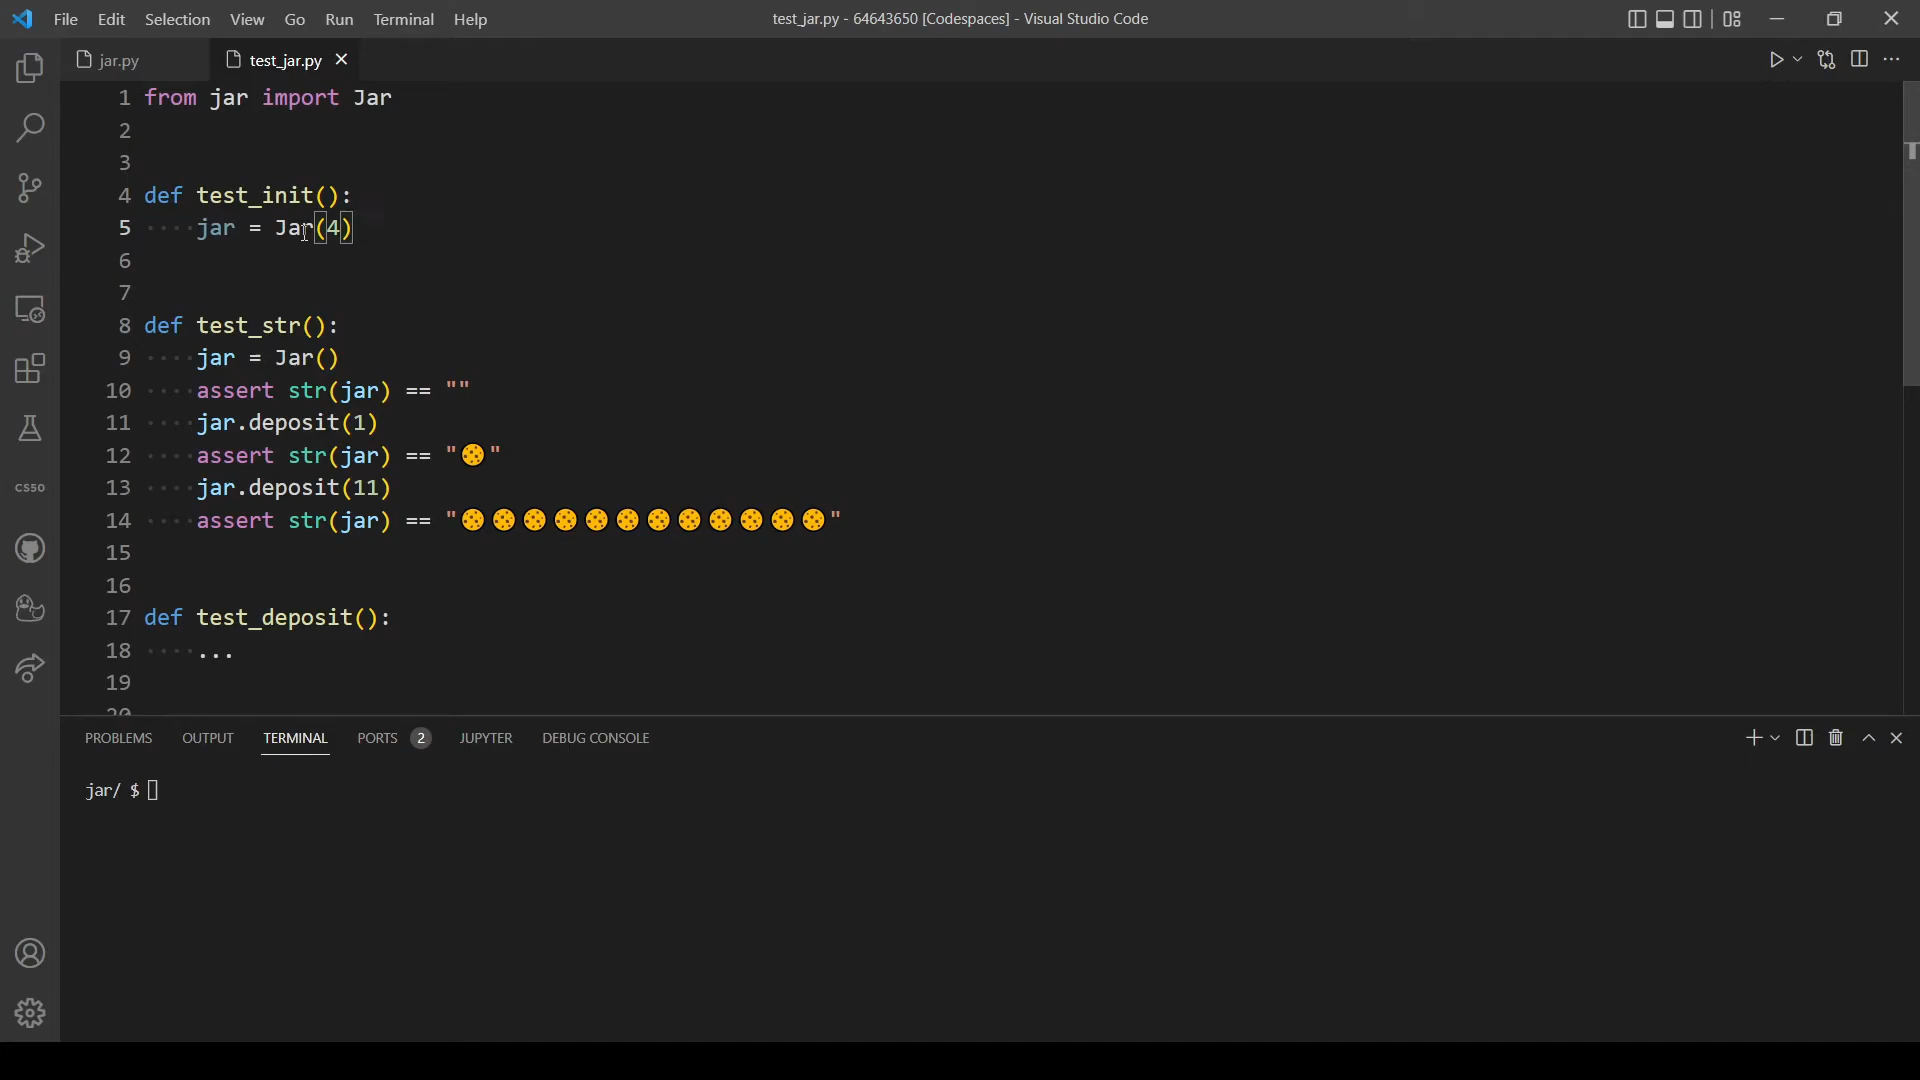 File Edit Selection View Go Run Terminal Help
test_jar.py - 64643650 [Codespaces] - Visual Studio Code
jar.py
test_jar.py
1 from jar import Jar
2
3
4 def test_init():
5 ····jar = Jar(4)
6
7
8 def test_str():
9 ····jar = Jar()
10 ····assert str(jar) == ""
11 ····jar.deposit(1)
12 ····assert str(jar) == "🍪"
13 ····jar.deposit(11)
14 ····assert str(jar) == "🍪🍪🍪🍪🍪🍪🍪🍪🍪🍪🍪🍪"
15
16
17 def test_deposit():
18 ····...
19
20
CS50
PROBLEMS OUTPUT TERMINAL PORTS 2 JUPYTER DEBUG CONSOLE
jar/ $